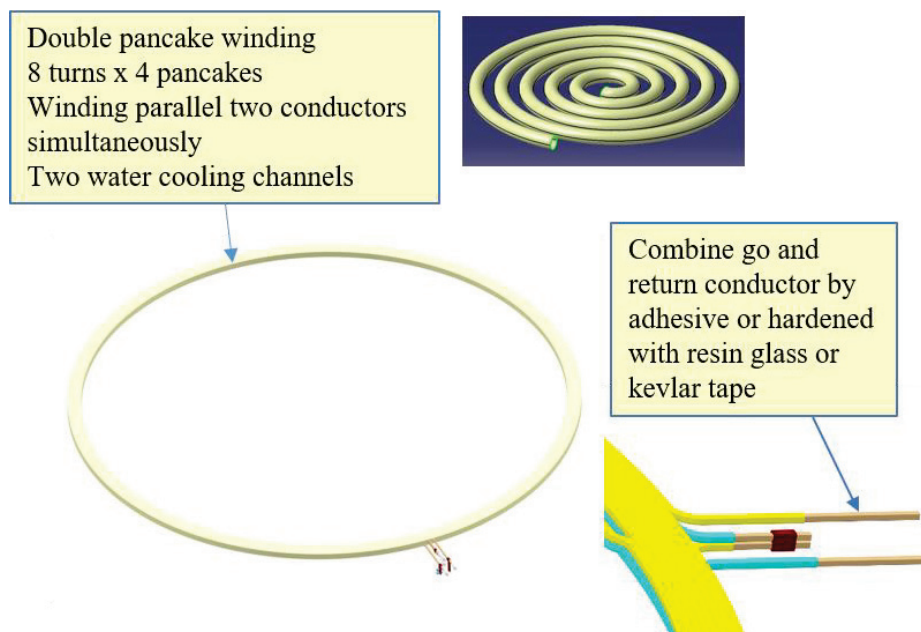 Double pancake winding
8 turns x 4 pancakes
Winding parallel two conductors
simultaneously
Two water cooling channels
Combine go and
return conductor by
adhesive or hardened
with resin glass or
kevlar tape